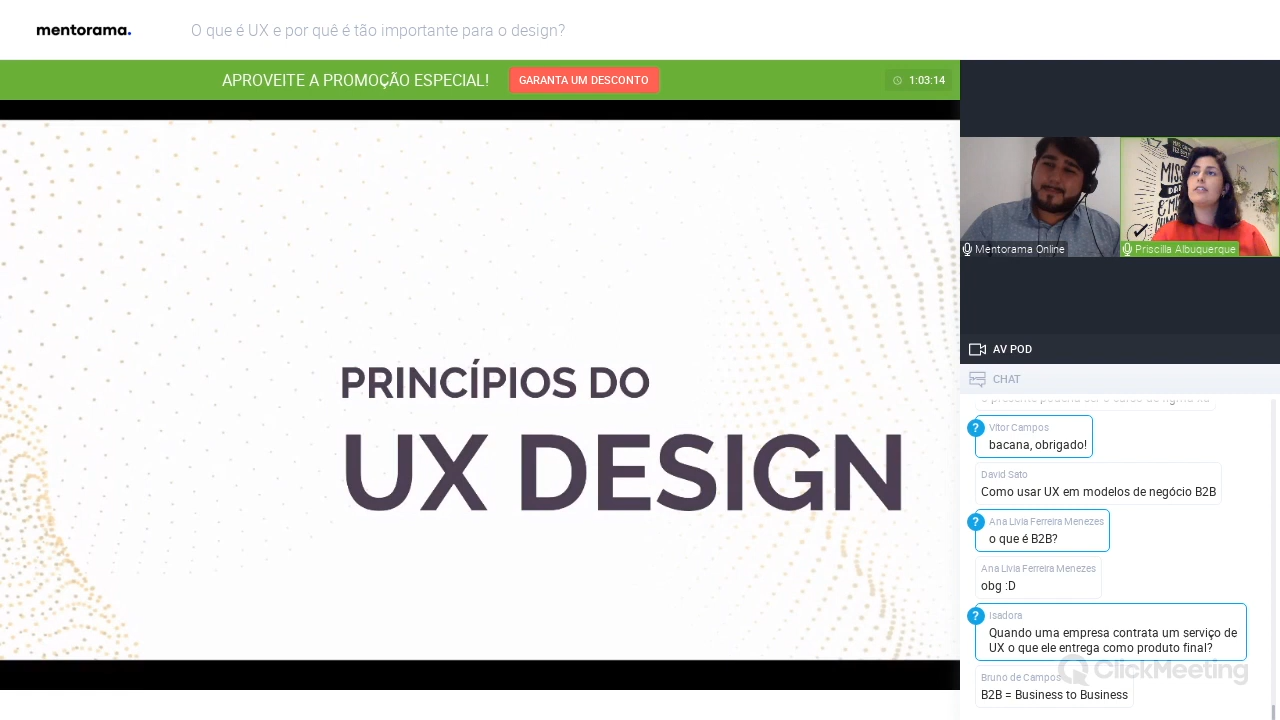 mentorama.
O que é UX e por quê é tão importante para o design?
APROVEITE A PROMOÇÃO ESPECIAL!
GARANTA UM DESCONTO
1:03:14
PRINCÍPIOS DO
UX DESIGN
MISS
Mentorama Online
Priscilla Albuquerque
AV POD
CHAT
Vitor Campos
bacana, obrigado!
David Sato
Como usar UX em modelos de negócio B2B
Ana Livia Ferreira Menezes
o que é B2B?
Ana Livia Ferreira Menezes
obg :D
Isadora
Quando uma empresa contrata um serviço de
UX o que ele entrega como produto final?
ClickMeeting
Bruno de Campos
B2B = Business to Business